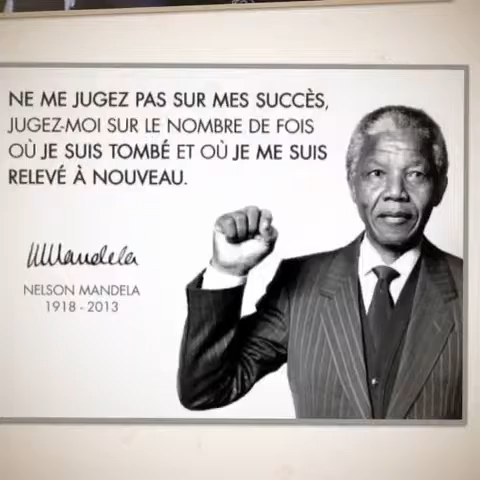 NE ME JUGEZ PAS SUR MES SUCCÈS,
JUGEZ-MOI SUR LE NOMBRE DE FOIS
OÙ JE SUIS TOMBÉ ET OÙ JE ME SUIS
RELEVÉ À NOUVEAU.
NMandela
NELSON MANDELA
1918 - 2013